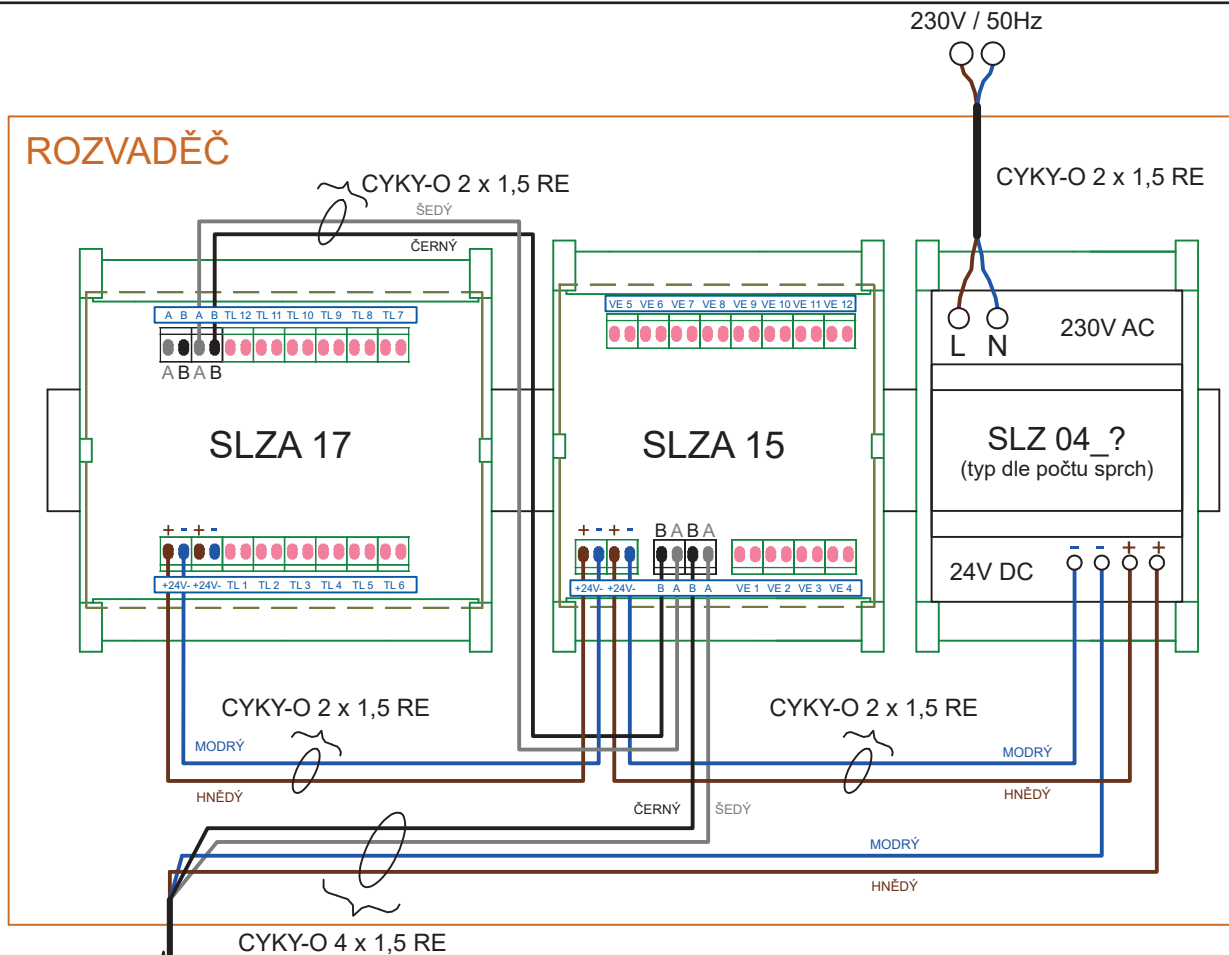 230V / 50Hz
ROZVADĚČ
CYKY-O 2 x 1,5 RE
CYKY-O 2 x 1,5 RE
ŠEDÝ
ČERNÝ
A B A B TL 12 TL 11 TL 10 TL 9 TL 8 TL 7
A B A B
SLZA 17
+ - + -
+24V- +24V- TL 1 TL 2 TL 3 TL 4 TL 5 TL 6
VE 5 VE 6 VE 7 VE 8 VE 9 VE 10 VE 11 VE 12
SLZA 15
+ - + - B A B A
+24V- +24V- B A B A VE 1 VE 2 VE 3 VE 4
L N 230V AC
SLZ 04_?
(typ dle počtu sprch)
- - + +
24V DC
CYKY-O 2 x 1,5 RE
CYKY-O 2 x 1,5 RE
MODRÝ
MODRÝ
HNĚDÝ
HNĚDÝ
ČERNÝ ŠEDÝ
MODRÝ
HNĚDÝ
CYKY-O 4 x 1,5 RE